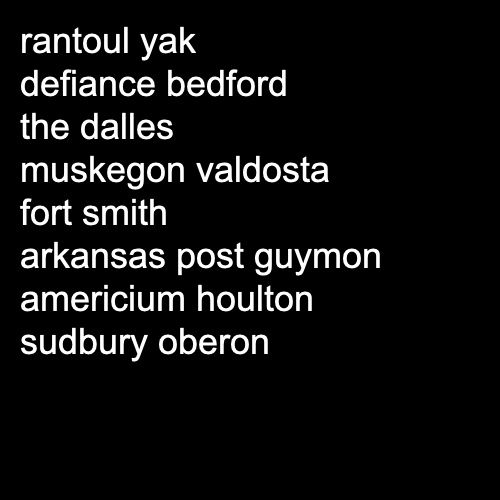 rantoul yak
defiance bedford
the dalles
muskegon valdosta
fort smith
arkansas post guymon
americium houlton
sudbury oberon